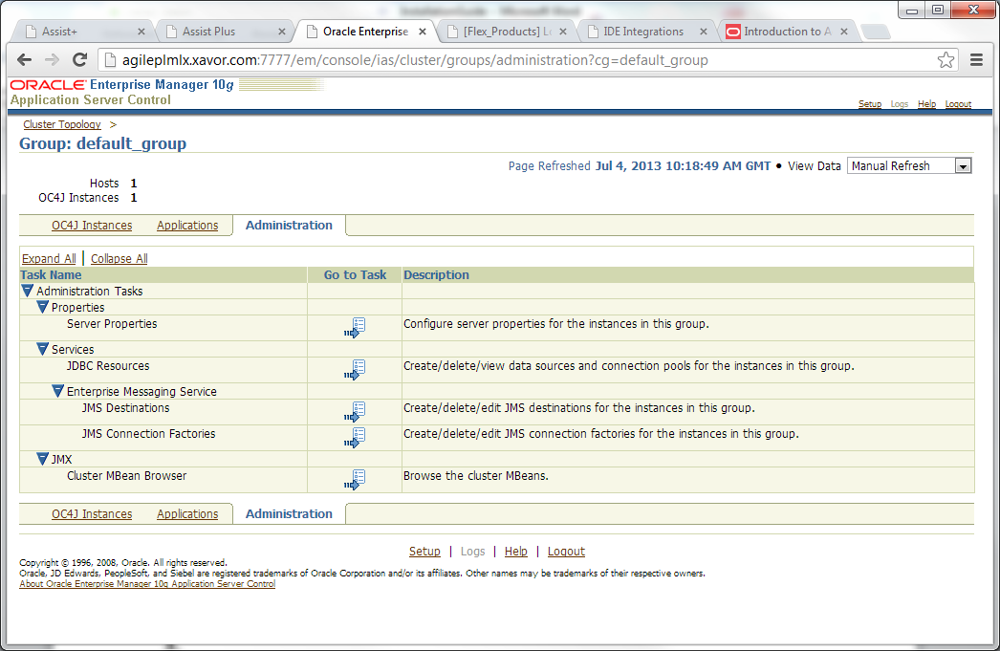 InstallationGuide - Microsoft Word
Assist+
Assist Plus
Oracle Enterprise
[Flex_Products] Lo
IDE Integrations
Introduction to A
agileplmlx.xavor.com:7777/em/console/ias/cluster/groups/administration?cg=default_group
ORACLE Enterprise Manager 10g
Application Server Control
Setup Logs Help Logout
Cluster Topology >
Group: default_group
Page Refreshed Jul 4, 2013 10:18:49 AM GMT • View Data Manual Refresh
Hosts 1
OC4J Instances 1
OC4J Instances Applications Administration
Expand All | Collapse All
Task Name Go to Task Description
Administration Tasks
Properties
Server Properties Configure server properties for the instances in this group.
Services
JDBC Resources Create/delete/view data sources and connection pools for the instances in this group.
Enterprise Messaging Service
JMS Destinations Create/delete/edit JMS destinations for the instances in this group.
JMS Connection Factories Create/delete/edit JMS connection factories for the instances in this group.
JMX
Cluster MBean Browser Browse the cluster MBeans.
OC4J Instances Applications Administration
Setup | Logs | Help | Logout
Copyright © 1996, 2008, Oracle. All rights reserved.
Oracle, JD Edwards, PeopleSoft, and Siebel are registered trademarks of Oracle Corporation and/or its affiliates. Other names may be trademarks of their respective owners.
About Oracle Enterprise Manager 10g Application Server Control